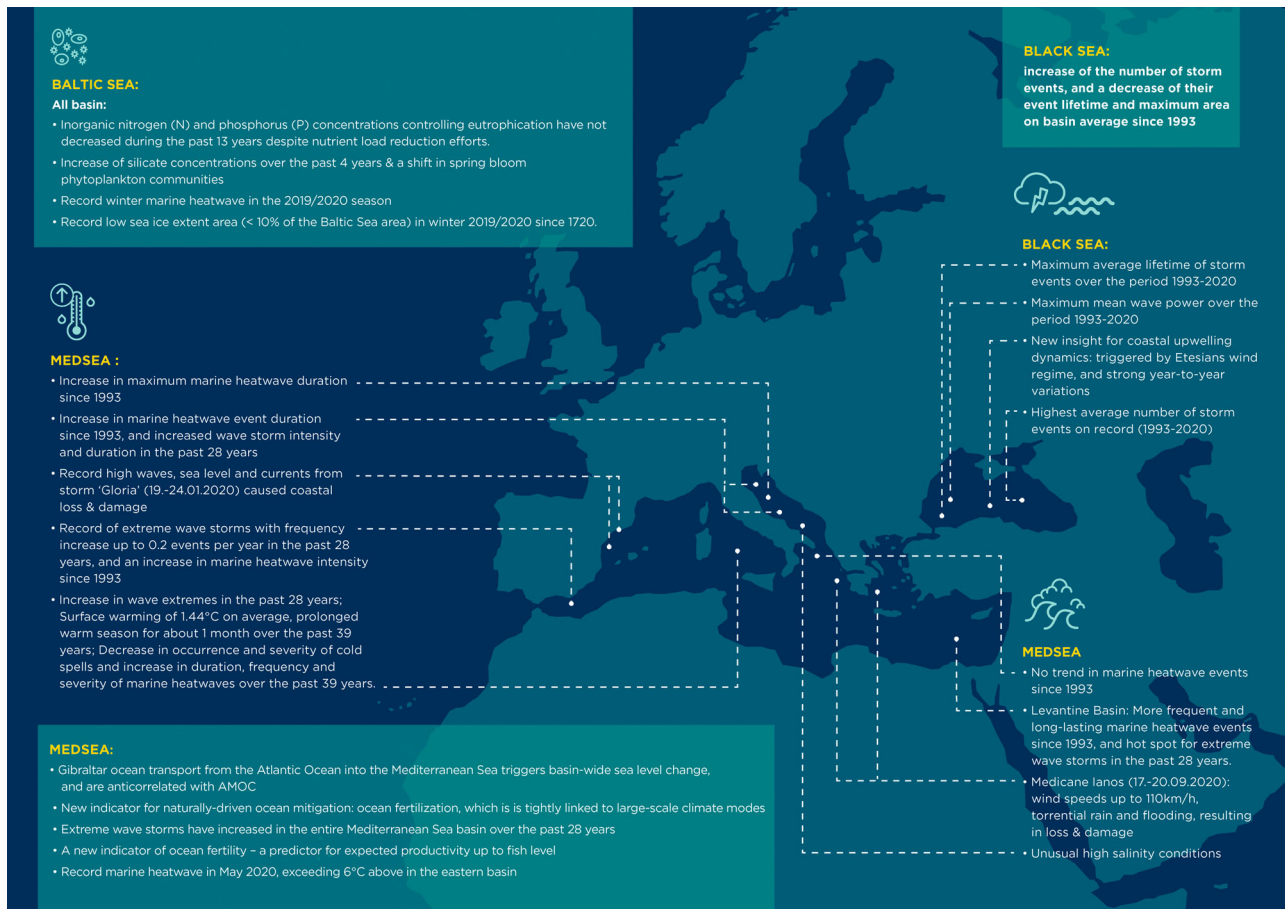 BALTIC SEA:
All basin:
• Inorganic nitrogen (N) and phosphorus (P) concentrations controlling eutrophication have not
decreased during the past 13 years despite nutrient load reduction efforts.
• Increase of silicate concentrations over the past 4 years & a shift in spring bloom
phytoplankton communities
• Record winter marine heatwave in the 2019/2020 season
• Record low sea ice extent area (< 10% of the Baltic Sea area) in winter 2019/2020 since 1720.
BLACK SEA:
increase of the number of storm
events, and a decrease of their
event lifetime and maximum area
on basin average since 1993
BLACK SEA:
• Maximum average lifetime of storm
events over the period 1993-2020
• Maximum mean wave power over the
period 1993-2020
• New insight for coastal upwelling
dynamics: triggered by Etesians wind
regime, and strong year-to-year
variations
• Highest average number of storm
events on record (1993-2020)
MEDSEA :
• Increase in maximum marine heatwave duration
since 1993
• Increase in marine heatwave event duration
since 1993, and increased wave storm intensity
and duration in the past 28 years
• Record high waves, sea level and currents from
storm ‘Gloria’ (19.-24.01.2020) caused coastal
loss & damage
• Record of extreme wave storms with frequency
increase up to 0.2 events per year in the past 28
years, and an increase in marine heatwave intensity
since 1993
• Increase in wave extremes in the past 28 years;
Surface warming of 1.44°C on average, prolonged
warm season for about 1 month over the past 39
years; Decrease in occurrence and severity of cold
spells and increase in duration, frequency and
severity of marine heatwaves over the past 39 years.
MEDSEA
• No trend in marine heatwave events
since 1993
• Levantine Basin: More frequent and
long-lasting marine heatwave events
since 1993, and hot spot for extreme
wave storms in the past 28 years.
• Medicane Ianos (17.-20.09.2020):
wind speeds up to 110km/h,
torrential rain and flooding, resulting
in loss & damage
• Unusual high salinity conditions
MEDSEA:
• Gibraltar ocean transport from the Atlantic Ocean into the Mediterranean Sea triggers basin-wide sea level change,
and are anticorrelated with AMOC
• New indicator for naturally-driven ocean mitigation: ocean fertilization, which is is tightly linked to large-scale climate modes
• Extreme wave storms have increased in the entire Mediterranean Sea basin over the past 28 years
• A new indicator of ocean fertility – a predictor for expected productivity up to fish level
• Record marine heatwave in May 2020, exceeding 6°C above in the eastern basin